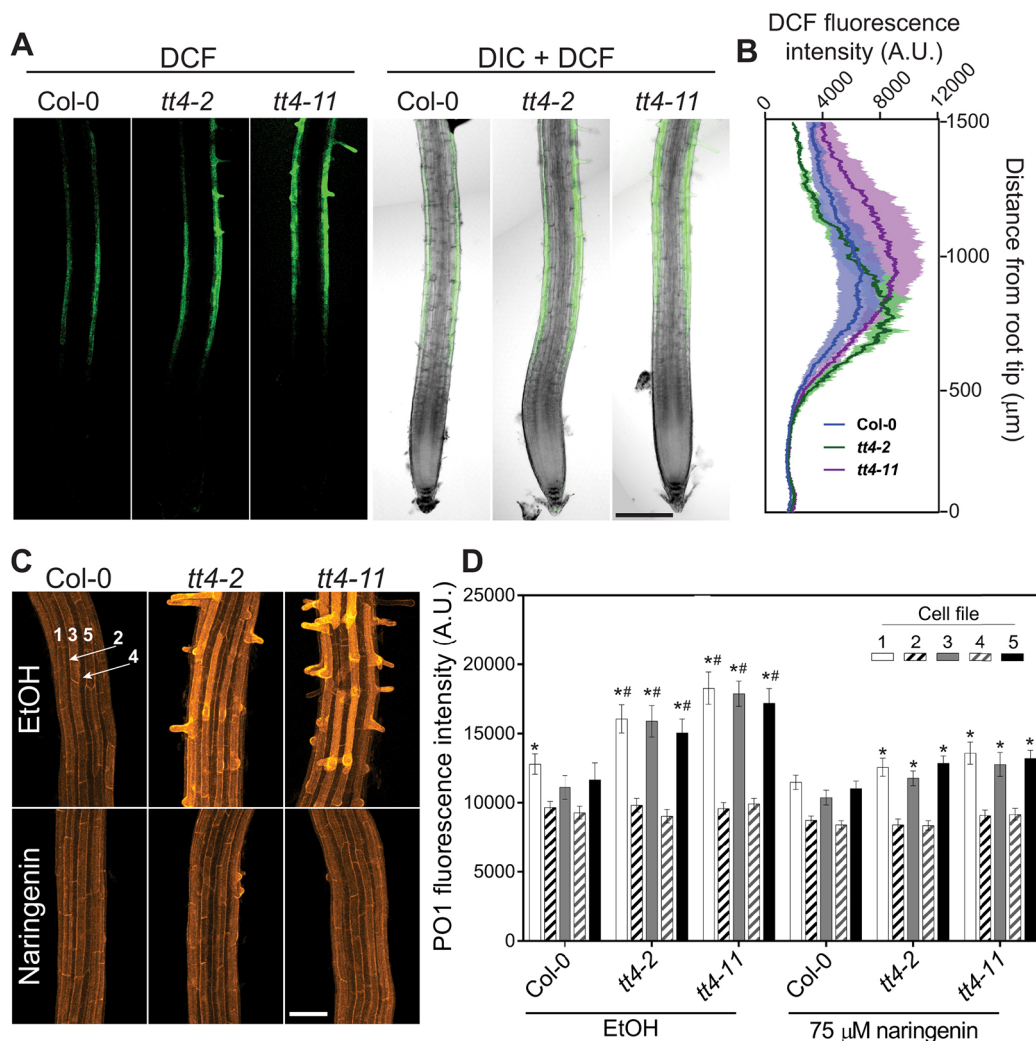 A
DCF
DIC + DCF
Col-0
tt4-2
tt4-11
Col-0
tt4-2
tt4-11
B
DCF fluorescence
intensity (A.U.)
0
4000
8000
12000
1500
1000
500
0
Distance from root tip (μm)
Col-0
tt4-2
tt4-11
C
Col-0
tt4-2
tt4-11
EtOH
1 3 5
2
4
Naringenin
D
PO1 fluorescence intensity (A.U.)
25000
20000
15000
10000
5000
0
Cell file
1 2 3 4 5
*
*# *# *#
*# *# *#
* * *
* * *
Col-0
tt4-2
tt4-11
Col-0
tt4-2
tt4-11
EtOH
75 μM naringenin